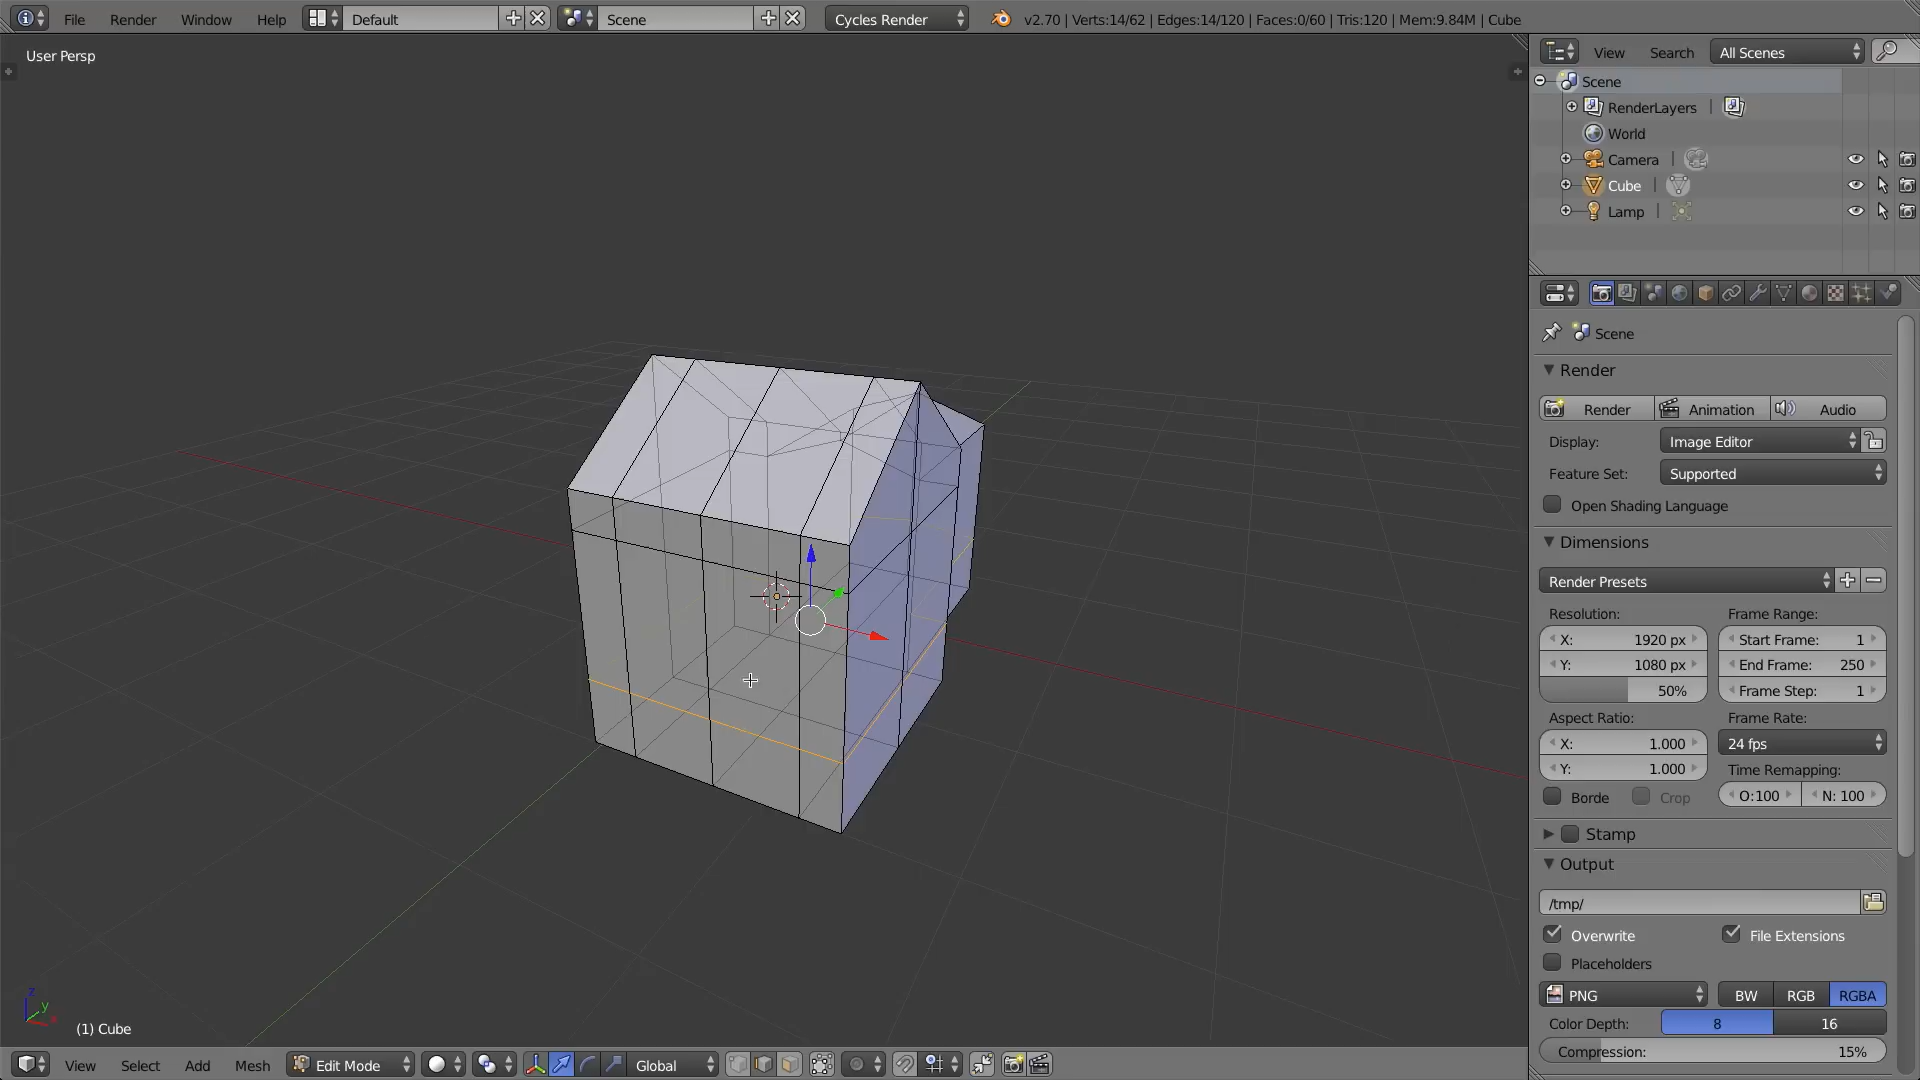 File Render Window Help Default Scene Cycles Render v2.70 | Verts:14/62 | Edges:14/120 | Faces:0/60 | Tris:120 | Mem:9.84M | Cube
User Persp
View Search All Scenes
Scene
RenderLayers
World
Camera
Cube
Lamp
Scene
Render
Render Animation Audio
Display: Image Editor
Feature Set: Supported
Open Shading Language
Dimensions
Render Presets
Resolution: Frame Range:
X: 1920 px Start Frame: 1
Y: 1080 px End Frame: 250
50% Frame Step: 1
Aspect Ratio: Frame Rate:
X: 1.000 24 fps
Y: 1.000 Time Remapping:
Borde Crop O:100 N: 100
Stamp
Output
/tmp/
Overwrite File Extensions
Placeholders
PNG BW RGB RGBA
Color Depth: 8 16
Compression: 15%
z
y
x
(1) Cube
View Select Add Mesh Edit Mode Global